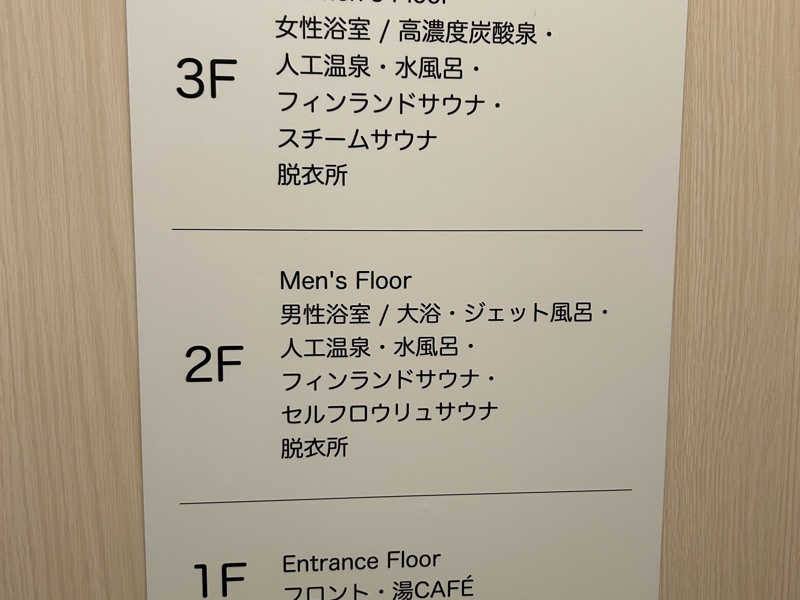 女性浴室 / 高濃度炭酸泉・
3F
人工温泉・水風呂・
フィンランドサウナ・
スチームサウナ
脱衣所
Men's Floor
男性浴室 / 大浴・ジェット風呂・
2F
人工温泉・水風呂・
フィンランドサウナ・
セルフロウリュサウナ
脱衣所
1F
Entrance Floor
フロント・湯CAFÉ